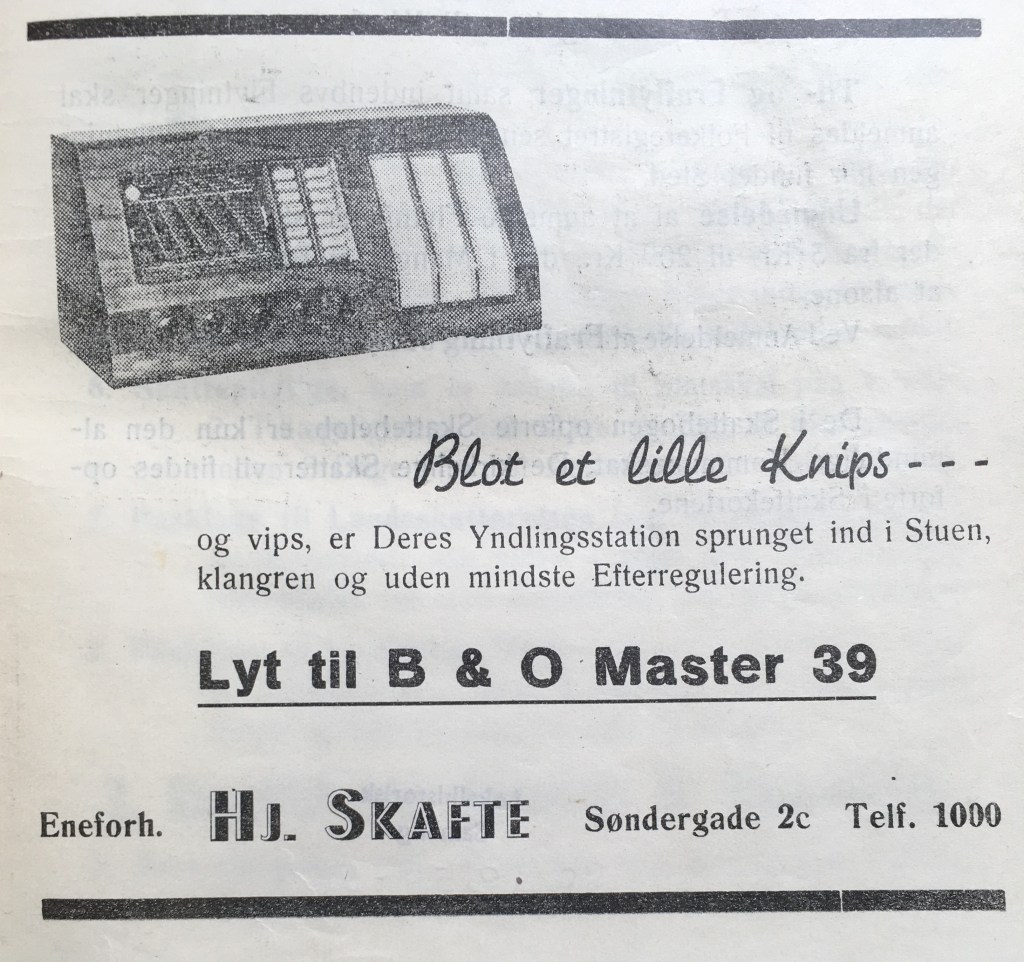 Blot et lille Knips - - -
og vips, er Deres Yndlingsstation sprunget ind i Stuen,
klangren og uden mindste Efterregulering.
Lyt til B & O Master 39
Eneforh. Hj. Skafte Søndergade 2c Telf. 1000